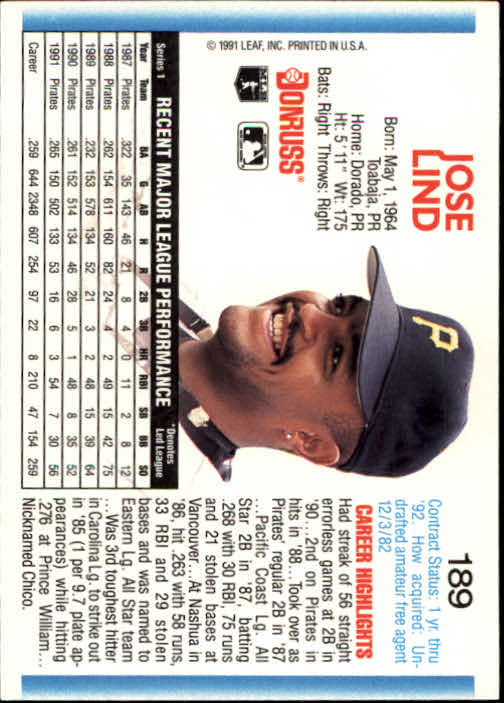 JOSE
LIND
189
Born: May 1, 1964
Toabaja, PR
Home: Dorado, PR
Ht: 5' 11" Wt: 175
Bats: Right Throws: Right
DONRUSS
© 1991 LEAF, INC. PRINTED IN U.S.A.
Contract Status: 1 yr. thru
'92. How acquired: Un-
drafted amateur free agent
12/3/82
CAREER HIGHLIGHTS
Had streak of 56 straight
errorless games at 2B in
'90...2nd on Pirates in
hits in '88...Took over as
Pirates' regular 2B in '87
...Pacific Coast Lg. All
Star 2B in '87, batting
.268 with 30 RBI, 75 runs
and 21 stolen bases at
Vancouver...At Nashua in
'86, hit .263 with 58 runs,
33 RBI and 29 stolen
bases and was named to
Eastern Lg. All Star team
...Was 3rd toughest hitter
in Carolina Lg. to strike out
in '85 (1 per 9.7 plate ap-
pearances) while hitting
.276 at Prince William...
Nicknamed Chico.
Series 1 RECENT MAJOR LEAGUE PERFORMANCE *Denotes Led League
Year Team BA G AB H R 2B 3B HR RBI SB BB SO
1987 Pirates .322 35 143 46 21 8 4 0 11 2 8 12
1988 Pirates .262 154 611 160 82 24 4 2 49 15 42 75
1989 Pirates .232 153 578 134 52 21 3 2 48 15 39 64
1990 Pirates .261 152 514 134 46 28 5 1 48 8 35 52
1991 Pirates .265 150 502 133 53 16 6 3 54 7 30 56
Career .259 644 2348 607 254 97 22 8 210 47 154 259
P